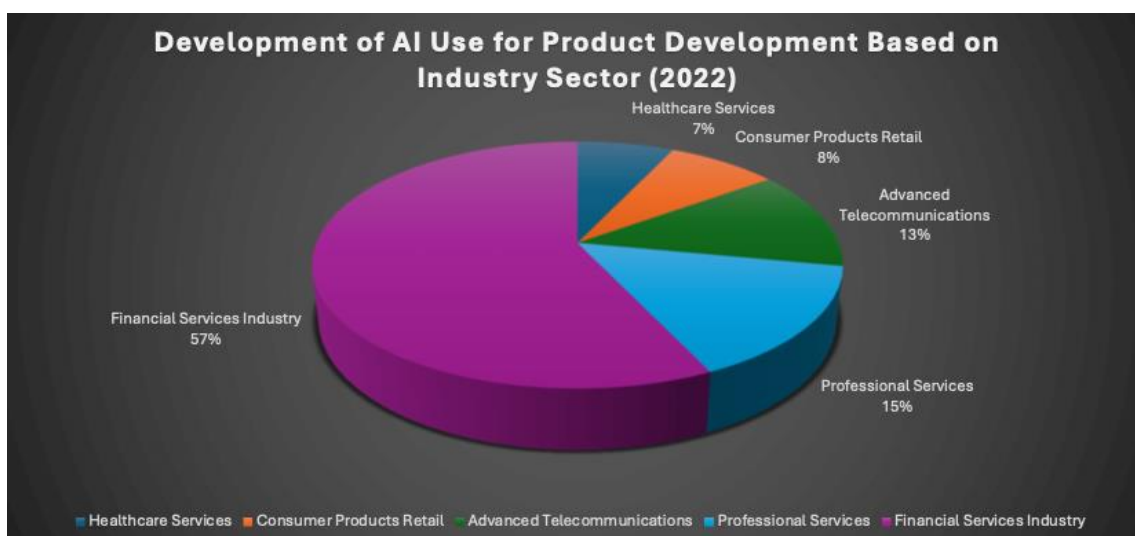 Development of AI Use for Product Development Based on
Industry Sector (2022)
Healthcare Services
7%
Consumer Products Retail
8%
Advanced
Telecommunications
13%
Financial Services Industry
57%
Professional Services
15%
Healthcare Services Consumer Products Retail Advanced Telecommunications Professional Services Financial Services Industry